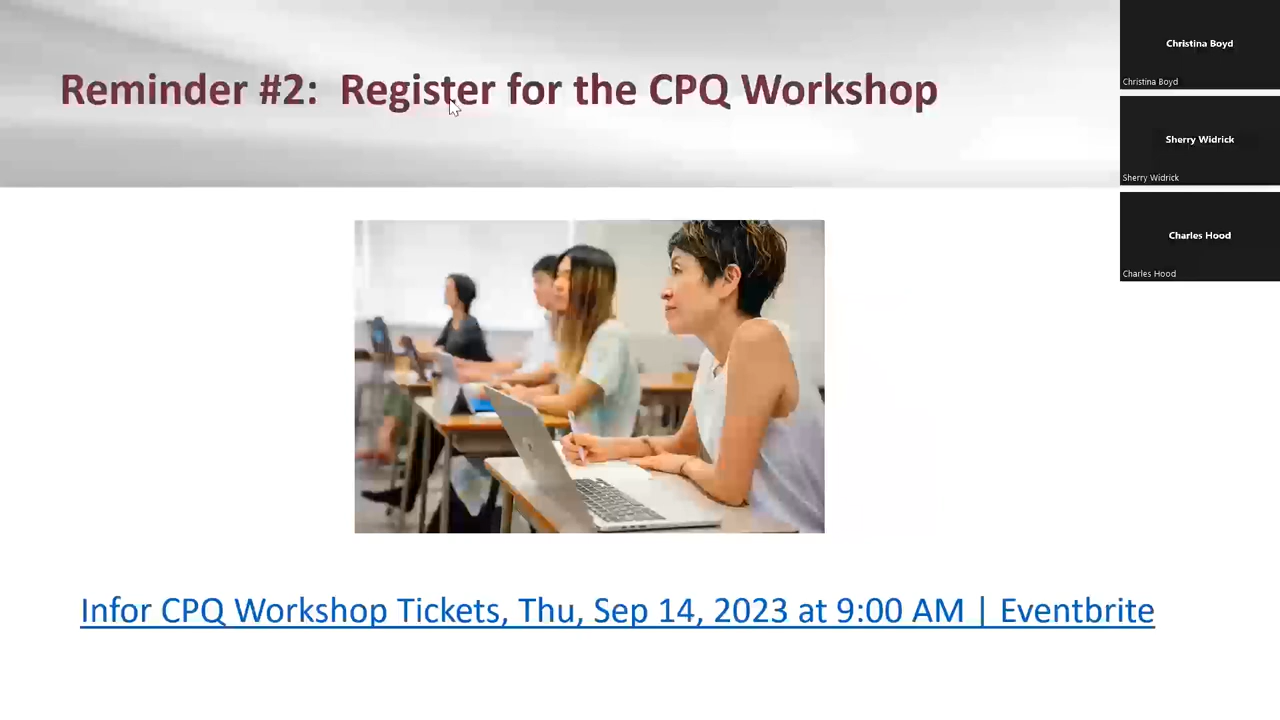 Reminder #2: Register for the CPQ Workshop
Christina Boyd
Christina Boyd
Sherry Widrick
Sherry Widrick
Charles Hood
Charles Hood
Infor CPQ Workshop Tickets, Thu, Sep 14, 2023 at 9:00 AM | Eventbrite